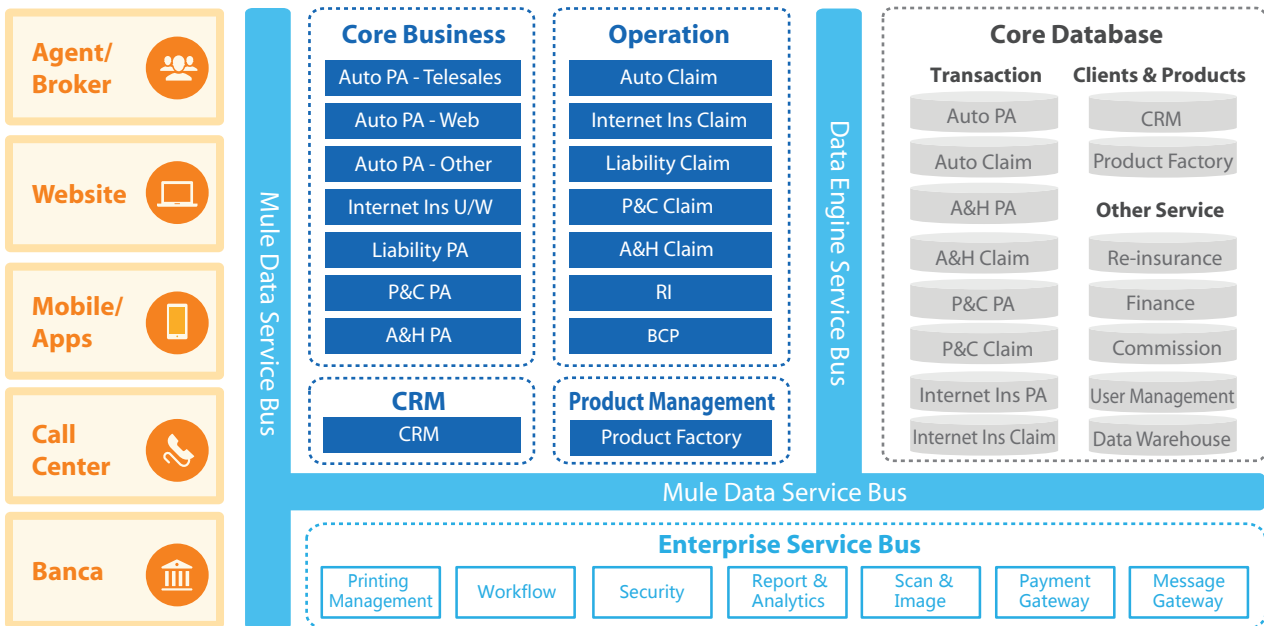 Agent/
Broker
Website
Mobile/
Apps
Call
Center
Banca
Mule Data Service Bus
Core Business
Auto PA - Telesales
Auto PA - Web
Auto PA - Other
Internet Ins U/W
Liability PA
P&C PA
A&H PA
Operation
Auto Claim
Internet Ins Claim
Liability Claim
P&C Claim
A&H Claim
RI
BCP
CRM
CRM
Product Management
Product Factory
Data Engine Service Bus
Core Database
Transaction
Auto PA
Auto Claim
A&H PA
A&H Claim
P&C PA
P&C Claim
Internet Ins PA
Internet Ins Claim
Clients & Products
CRM
Product Factory
Other Service
Re-insurance
Finance
Commission
User Management
Data Warehouse
Mule Data Service Bus
Enterprise Service Bus
Printing
Management
Workflow
Security
Report &
Analytics
Scan &
Image
Payment
Gateway
Message
Gateway